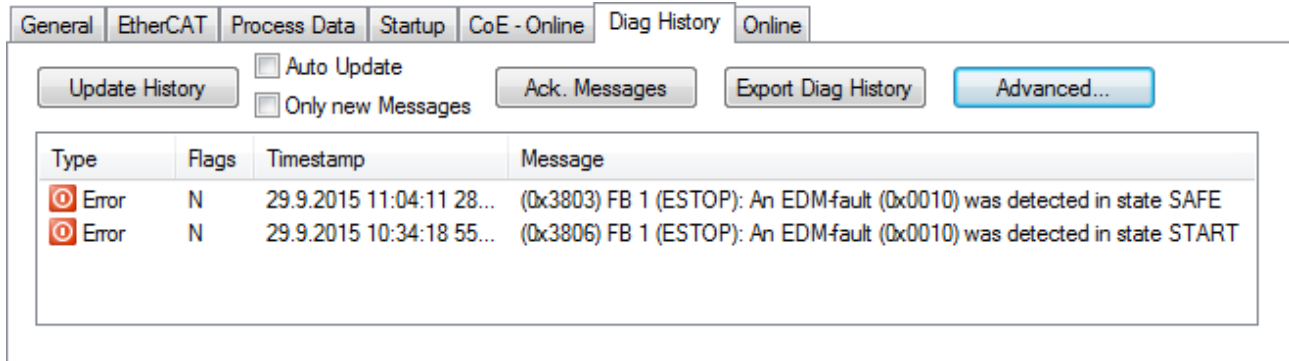 General EtherCAT Process Data Startup CoE - Online Diag History Online
Update History Auto Update Only new Messages Ack. Messages Export Diag History Advanced...
Type Flags Timestamp Message
Error N 29.9.2015 11:04:11 28... (0x3803) FB 1 (ESTOP): An EDM-fault (0x0010) was detected in state SAFE
Error N 29.9.2015 10:34:18 55... (0x3806) FB 1 (ESTOP): An EDM-fault (0x0010) was detected in state START